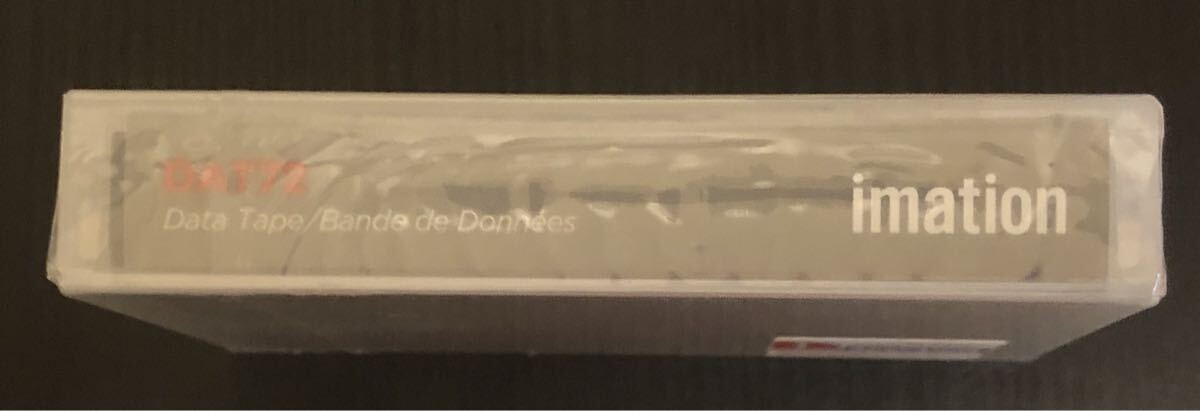 DAT72
Data Tape/Bande de Données
imation